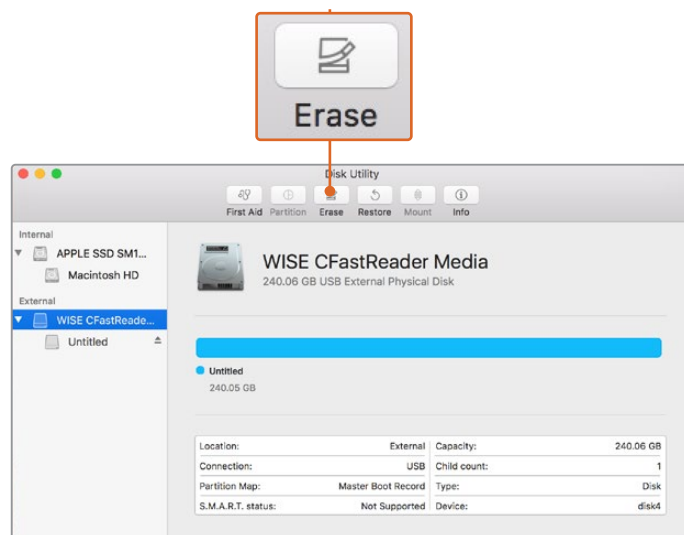 Erase
Disk Utility
First Aid Partition Erase Restore Mount Info
Internal
APPLE SSD SM1...
Macintosh HD
External
WISE CFastReade...
Untitled
WISE CFastReader Media
240.06 GB USB External Physical Disk
Untitled
240.05 GB
Location: External Capacity: 240.06 GB
Connection: USB Child count: 1
Partition Map: Master Boot Record Type: Disk
S.M.A.R.T. status: Not Supported Device: disk4